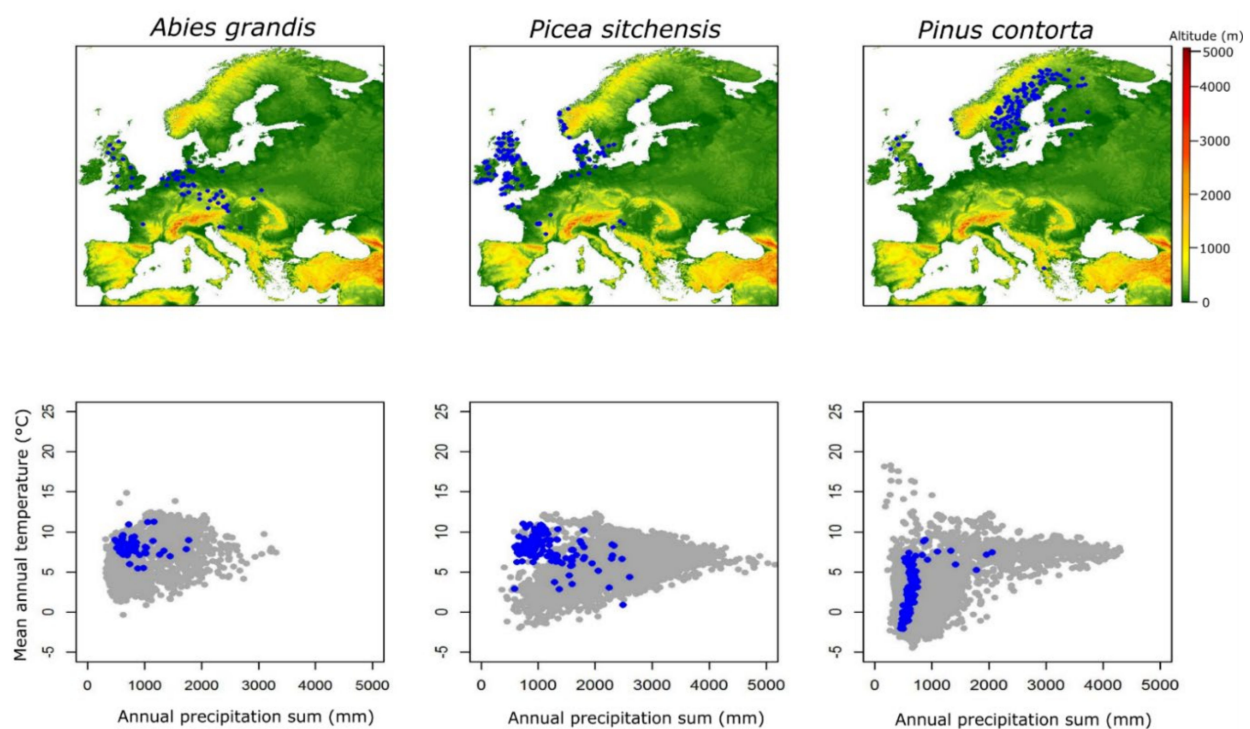 Abies grandis
Picea sitchensis
Pinus contorta
Altitude (m)
5000
4000
3000
2000
1000
0
Mean annual temperature (°C)
25
20
15
10
5
0
-5
0 1000 2000 3000 4000 5000
Annual precipitation sum (mm)
25
20
15
10
5
0
-5
0 1000 2000 3000 4000 5000
Annual precipitation sum (mm)
25
20
15
10
5
0
-5
0 1000 2000 3000 4000 5000
Annual precipitation sum (mm)